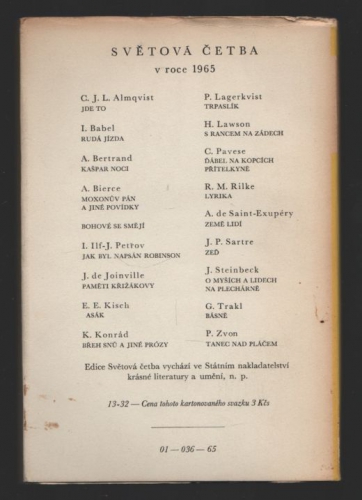 SVĚTOVÁ ČETBA
v roce 1965
C. J. L. Almqvist
JDE TO
I. Babel
RUDÁ JÍZDA
A. Bertrand
KAŠPAR NOCI
A. Bierce
MOXONŮV PÁN
A JINÉ POVÍDKY
BOHOVÉ SE SMĚJÍ
I. Ilf-J. Petrov
JAK BYL NAPSÁN ROBINSON
J. de Joinville
PAMĚTI KŘIŽÁKOVY
E. E. Kisch
ASÁK
K. Konrád
BŘEH SNŮ A JINÉ PRÓZY
P. Lagerkvist
TRPASLÍK
H. Lawson
S RANCEM NA ZÁDECH
C. Pavese
ĎÁBEL NA KOPCÍCH
PŘÍTELKYNĚ
R. M. Rilke
LYRIKA
A. de Saint-Exupéry
ZEMĚ LIDÍ
J. P. Sartre
ZEĎ
J. Steinbeck
O MYŠÍCH A LIDECH
NA PLECHÁRNĚ
G. Trakl
BÁSNĚ
P. Zvon
TANEC NAD PLÁČEM
Edice Světová četba vychází ve Státním nakladatelství
krásné literatury a umění, n. p.
13-32 — Cena tohoto kartonovaného svazku 3 Kčs
01 — 036 — 65